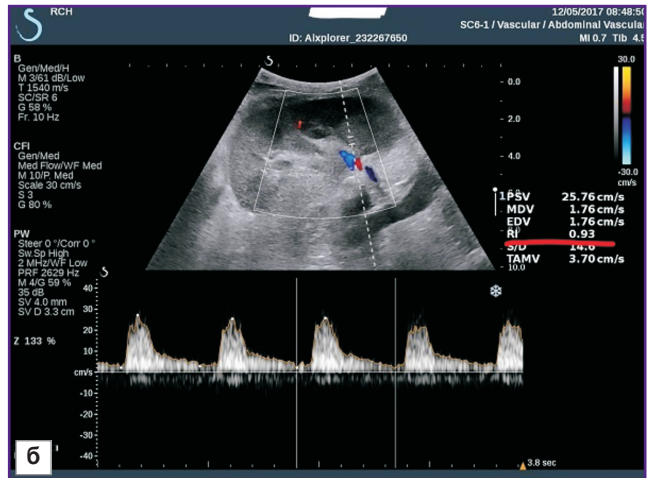 RCH
12/05/2017 08:48:50
SC6-1 / Vascular / Abdominal Vascular
ID: Aixplorer_232267650
MI 0.7 TIb 4.5
B
Gen/Med/H
M 3/61 dB/Low
T 1540 m/s
SC/SR 6
G 58 %
Fr. 10 Hz
CFI
Gen/Med
Med Flow/WF Med
M 10/P. Med
Scale 30 cm/s
S 3
G 80 %
PW
Steer 0 °/Corr 0 °
Sw.Sp High
2 MHz/WF Low
PRF 2629 Hz
M 4/G 59 %
35 dB
SV 4.0 mm
SV D 3.3 cm
Z 133 %
0.0
2.0
4.0
10.0
30.0
-30.0
cm/s
1 PSV 25.76 cm/s
MDV 1.76 cm/s
EDV 1.76 cm/s
RI 0.93
S/D 14.6
TAMV 3.70 cm/s
40
30
20
10
cm/s
-10
-20
-30
-40
3.8 sec
б